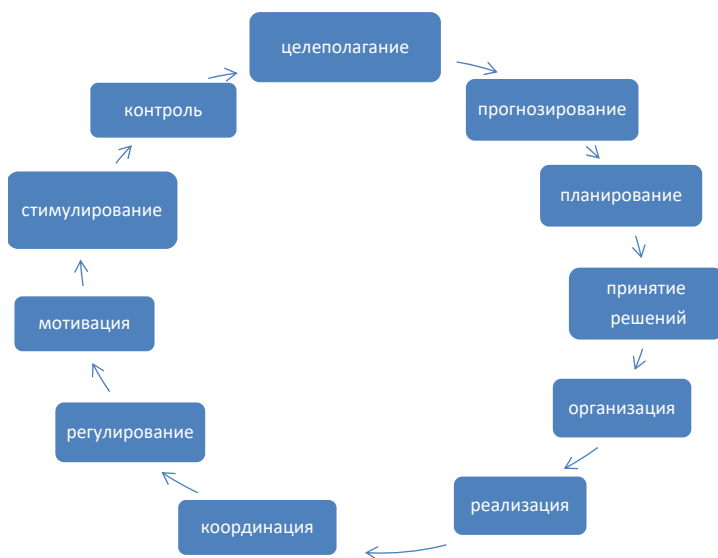 целеполагание
прогнозирование
планирование
принятие
решений
организация
реализация
координация
регулирование
мотивация
стимулирование
контроль